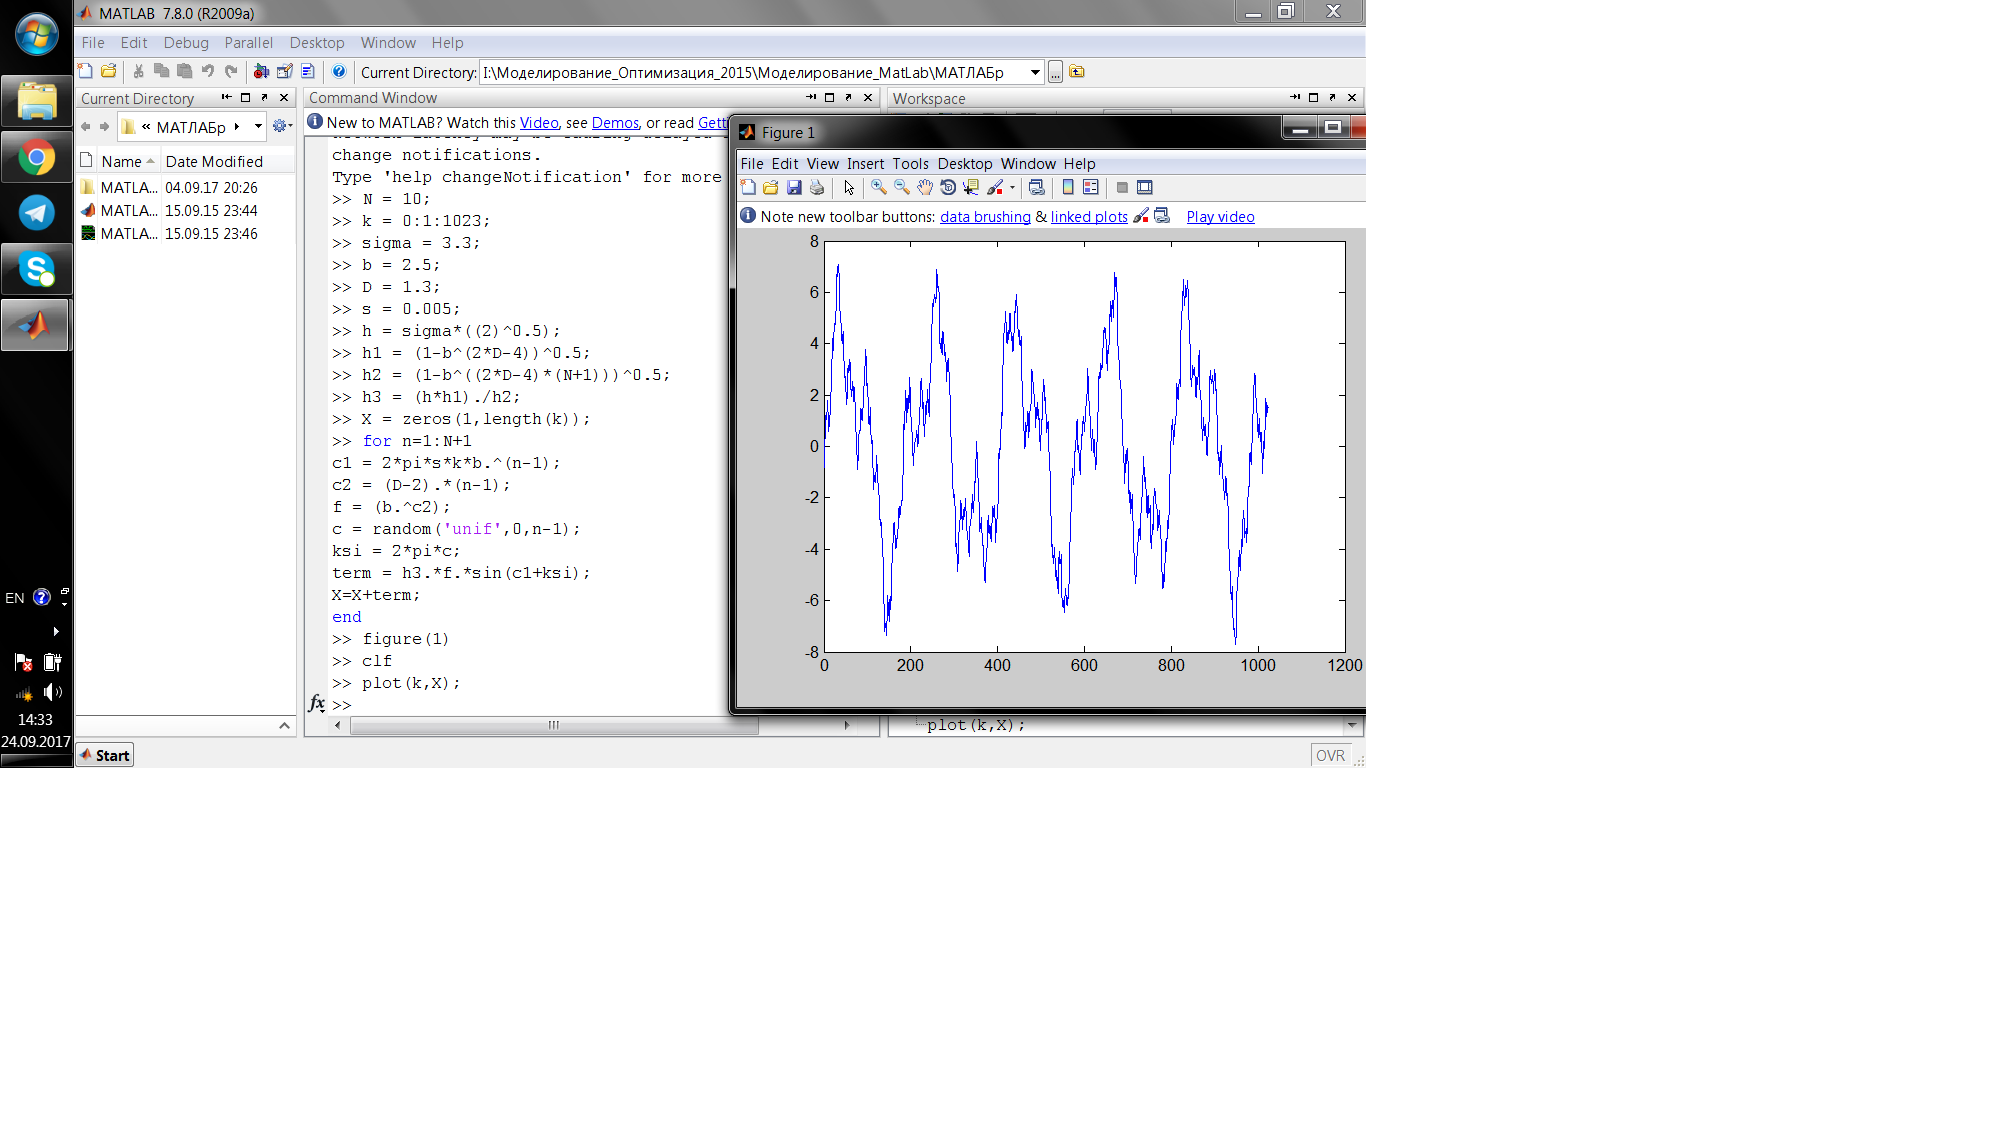 MATLAB 7.8.0 (R2009a)
File Edit Debug Parallel Desktop Window Help
Current Directory: I:\Моделирование_Оптимизация_2015\Моделирование_MatLab\МАТЛАБр
Current Directory
« МАТЛАБр
Name Date Modified
MATLA... 04.09.17 20:26
MATLA... 15.09.15 23:44
MATLA... 15.09.15 23:46
Command Window
New to MATLAB? Watch this Video, see Demos, or read Gett
change notifications.
Type 'help changeNotification' for more
>> N = 10;
>> k = 0:1:1023;
>> sigma = 3.3;
>> b = 2.5;
>> D = 1.3;
>> s = 0.005;
>> h = sigma*((2)^0.5);
>> h1 = (1-b^(2*D-4))^0.5;
>> h2 = (1-b^((2*D-4)*(N+1)))^0.5;
>> h3 = (h*h1)./h2;
>> X = zeros(1,length(k));
>> for n=1:N+1
c1 = 2*pi*s*k*b.^(n-1);
c2 = (D-2).*(n-1);
f = (b.^c2);
c = random('unif',0,n-1);
ksi = 2*pi*c;
term = h3.*f.*sin(c1+ksi);
X=X+term;
end
>> figure(1)
>> clf
>> plot(k,X);
fx >>
Workspace
Figure 1
File Edit View Insert Tools Desktop Window Help
Note new toolbar buttons: data brushing & linked plots Play video
8
6
4
2
0
-2
-4
-6
-8
0 200 400 600 800 1000 1200
plot(k,X);
EN
14:33
24.09.2017
Start
OVR